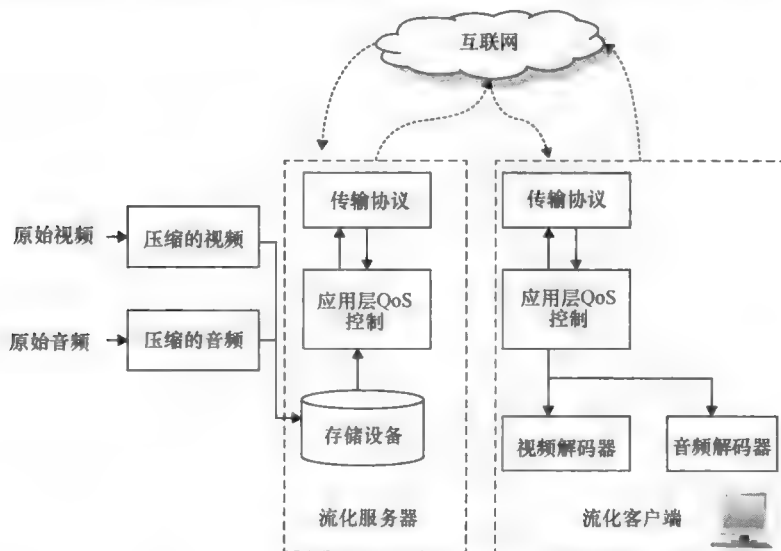 互联网
传输协议
传输协议
原始视频
压缩的视频
应用层QoS
控制
应用层QoS
控制
原始音频
压缩的音频
存储设备
视频解码器
音频解码器
流化服务器
流化客户端